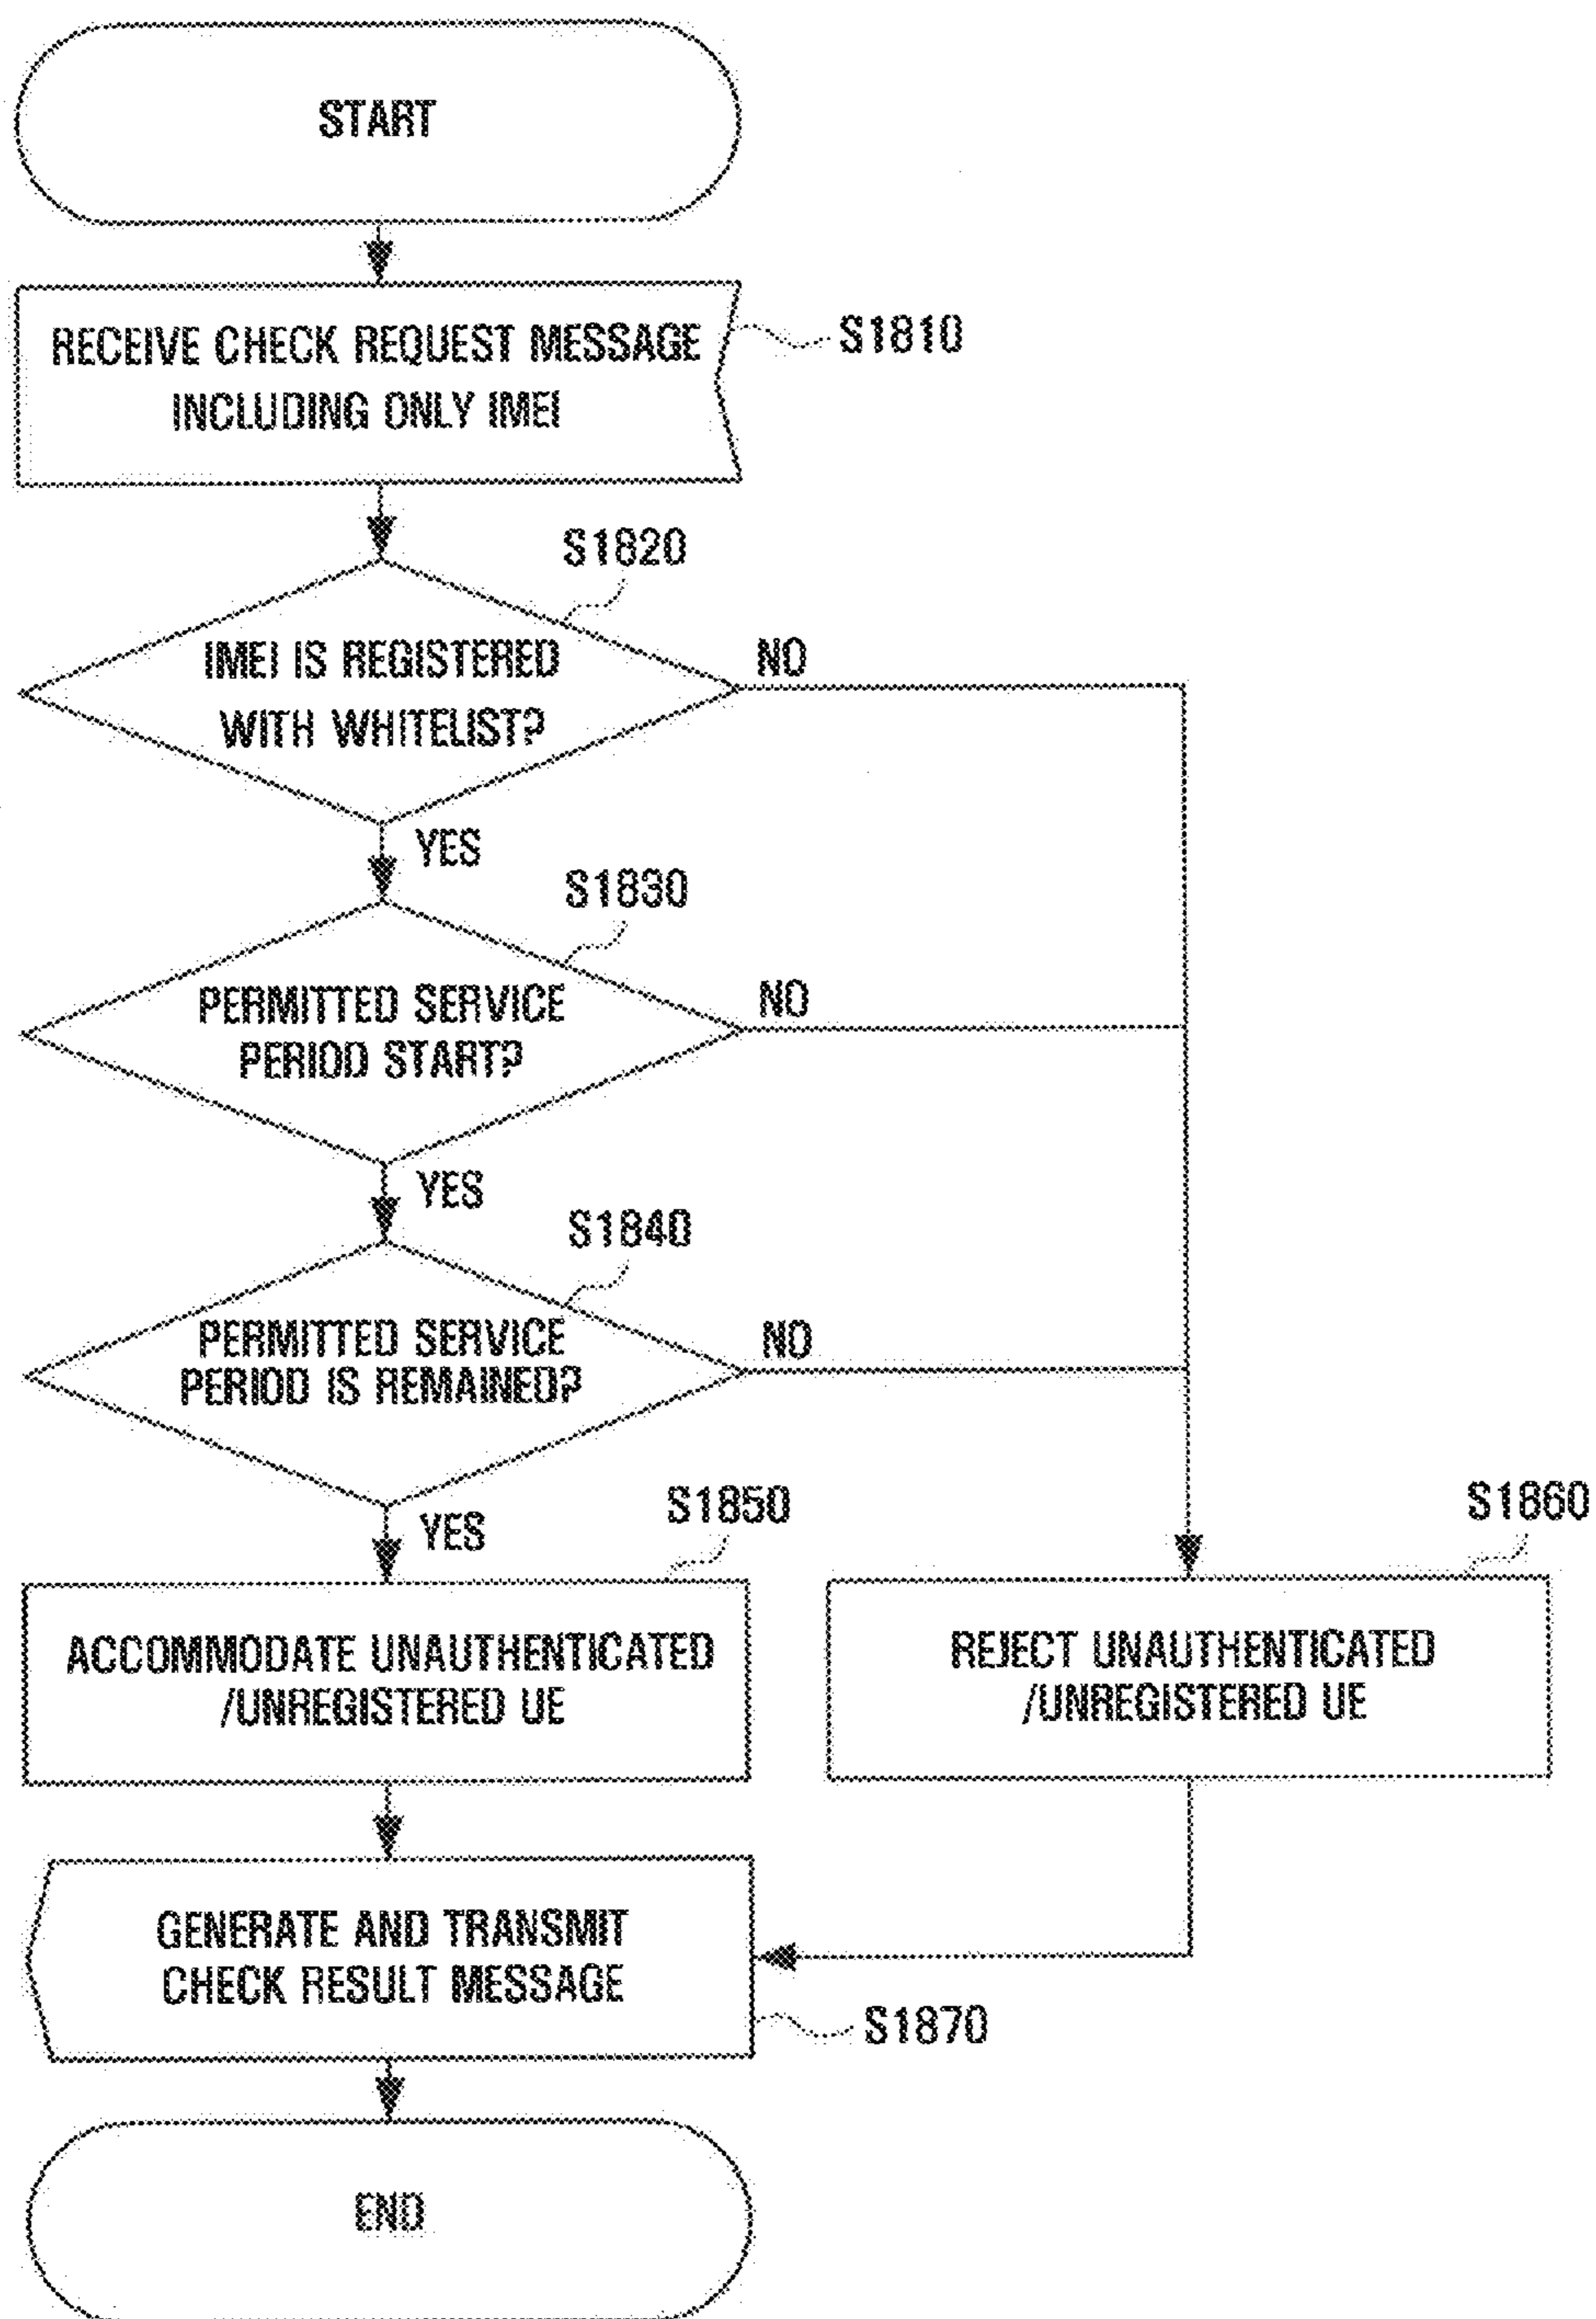 START
RECEIVE CHECK REQUEST MESSAGE
INCLUDING ONLY IMEI
S1810
S1820
IMEI IS REGISTERED
WITH WHITELIST?
NO
YES
S1830
PERMITTED SERVICE
PERIOD START?
NO
YES
S1840
PERMITTED SERVICE
PERIOD IS REMAINED?
NO
YES
S1850
S1860
ACCOMMODATE UNAUTHENTICATED
/UNREGISTERED UE
REJECT UNAUTHENTICATED
/UNREGISTERED UE
GENERATE AND TRANSMIT
CHECK RESULT MESSAGE
S1870
END